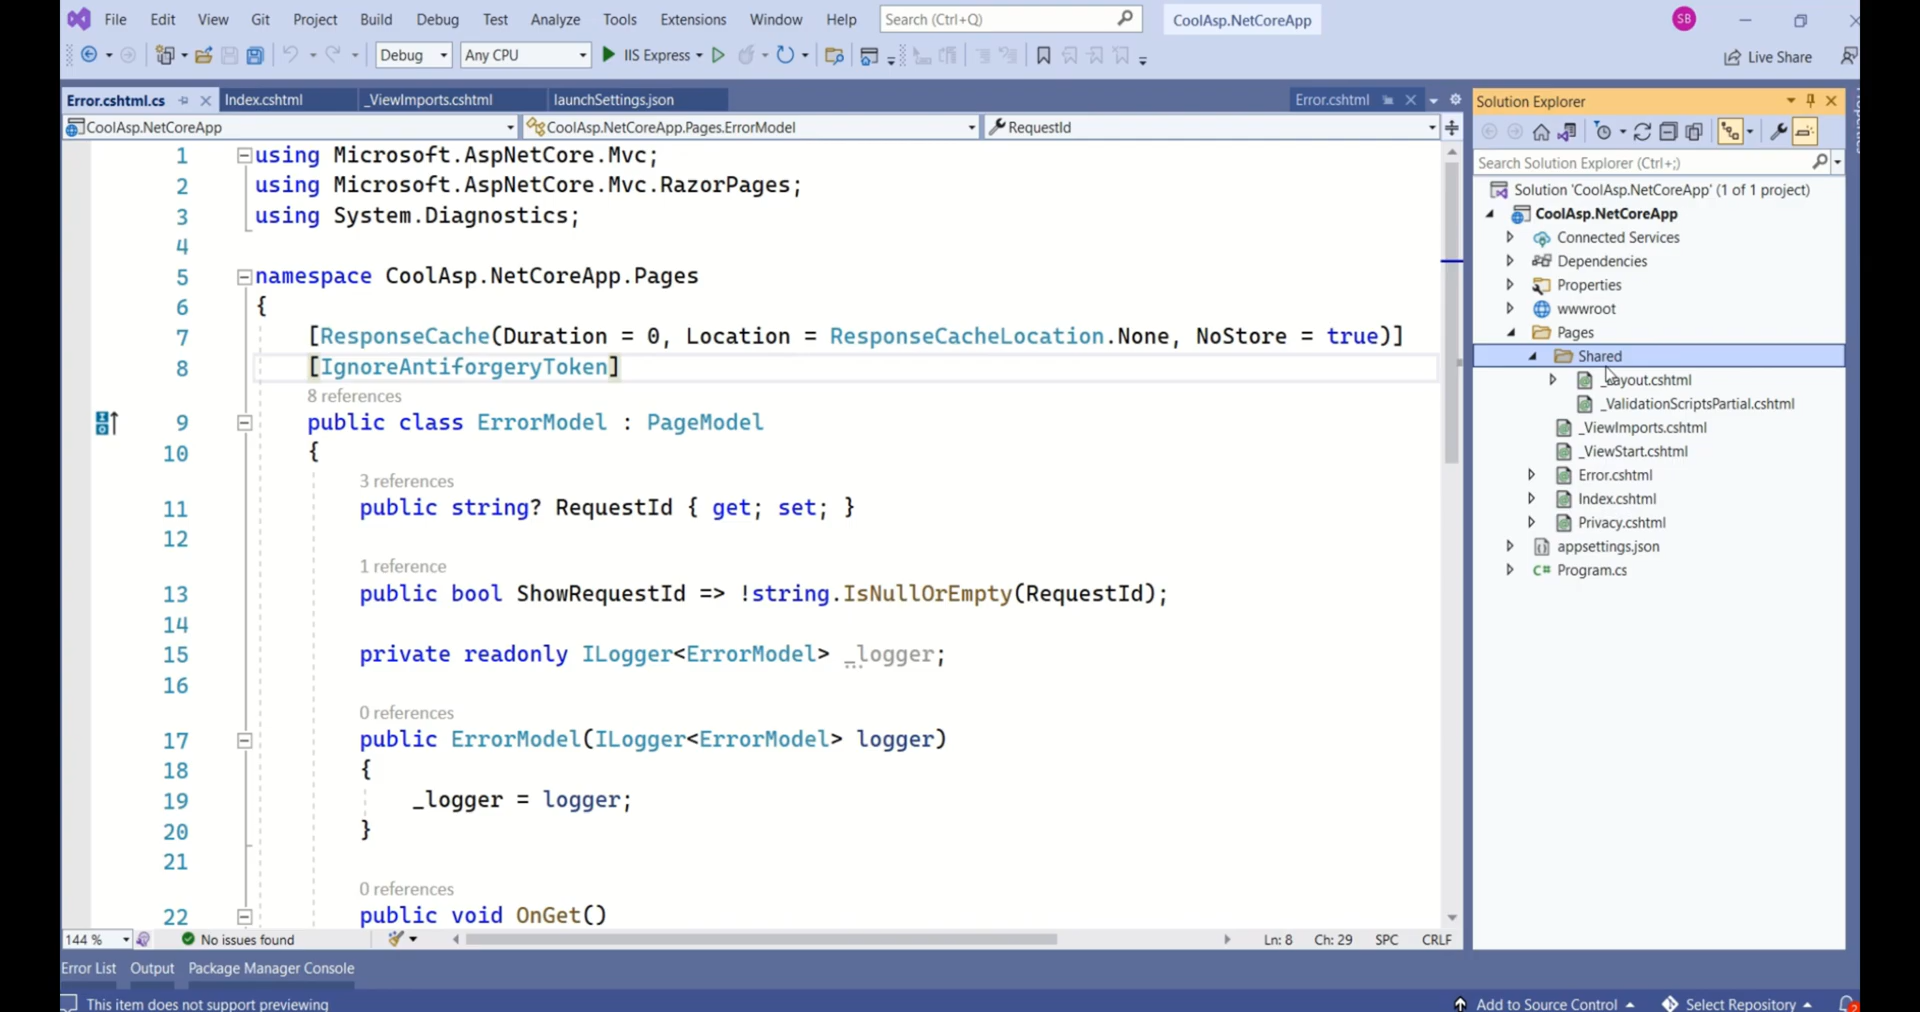 File Edit View Git Project Build Debug Test Analyze Tools Extensions Window Help Search (Ctrl+Q) CoolAsp.NetCoreApp SB
Debug Any CPU IIS Express Live Share
Error.cshtml.cs Index.cshtml _ViewImports.cshtml launchSettings.json Error.cshtml
CoolAsp.NetCoreApp CoolAsp.NetCoreApp.Pages.ErrorModel RequestId
1 using Microsoft.AspNetCore.Mvc;
2 using Microsoft.AspNetCore.Mvc.RazorPages;
3 using System.Diagnostics;
4
5 namespace CoolAsp.NetCoreApp.Pages
6 {
7 [ResponseCache(Duration = 0, Location = ResponseCacheLocation.None, NoStore = true)]
8 [IgnoreAntiforgeryToken]
8 references
9 public class ErrorModel : PageModel
10 {
3 references
11 public string? RequestId { get; set; }
12
1 reference
13 public bool ShowRequestId => !string.IsNullOrEmpty(RequestId);
14
15 private readonly ILogger<ErrorModel> _logger;
16
0 references
17 public ErrorModel(ILogger<ErrorModel> logger)
18 {
19 _logger = logger;
20 }
21
0 references
22 public void OnGet()
144 % No issues found Ln: 8 Ch: 29 SPC CRLF
Solution Explorer
Search Solution Explorer (Ctrl+;)
Solution 'CoolAsp.NetCoreApp' (1 of 1 project)
CoolAsp.NetCoreApp
Connected Services
Dependencies
Properties
wwwroot
Pages
Shared
_Layout.cshtml
_ValidationScriptsPartial.cshtml
_ViewImports.cshtml
_ViewStart.cshtml
Error.cshtml
Index.cshtml
Privacy.cshtml
appsettings.json
C# Program.cs
Error List Output Package Manager Console
This item does not support previewing Add to Source Control Select Repository 2